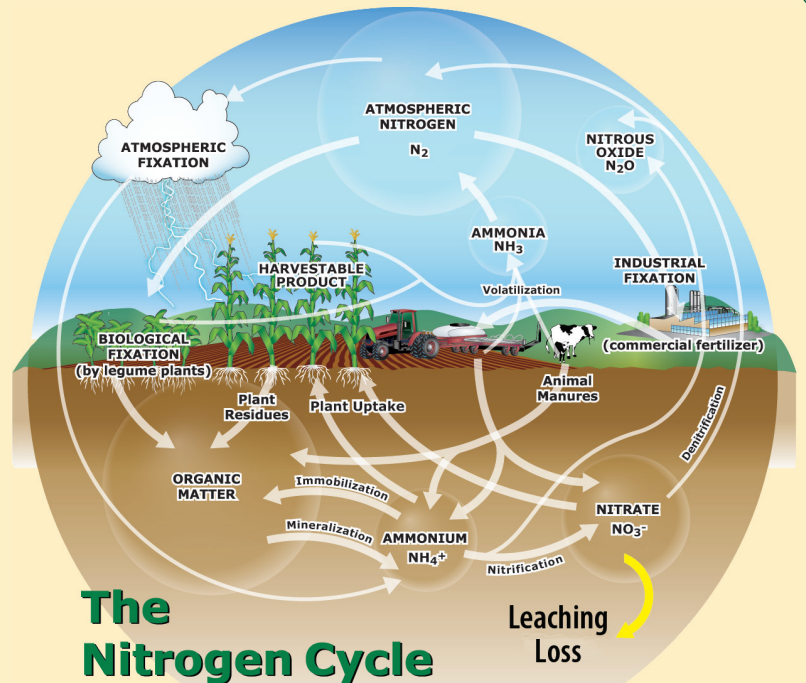 ATMOSPHERIC
NITROGEN
N₂
ATMOSPHERIC
FIXATION
NITROUS
OXIDE
N₂O
AMMONIA
NH₃
HARVESTABLE
PRODUCT
Volatilization
INDUSTRIAL
FIXATION
(commercial fertilizer)
BIOLOGICAL
FIXATION
(by legume plants)
Plant
Residues
Plant Uptake
Animal
Manures
Denitrification
ORGANIC
MATTER
Immobilization
Mineralization
AMMONIUM
NH₄⁺
Nitrification
NITRATE
NO₃⁻
Leaching
Loss
The
Nitrogen Cycle